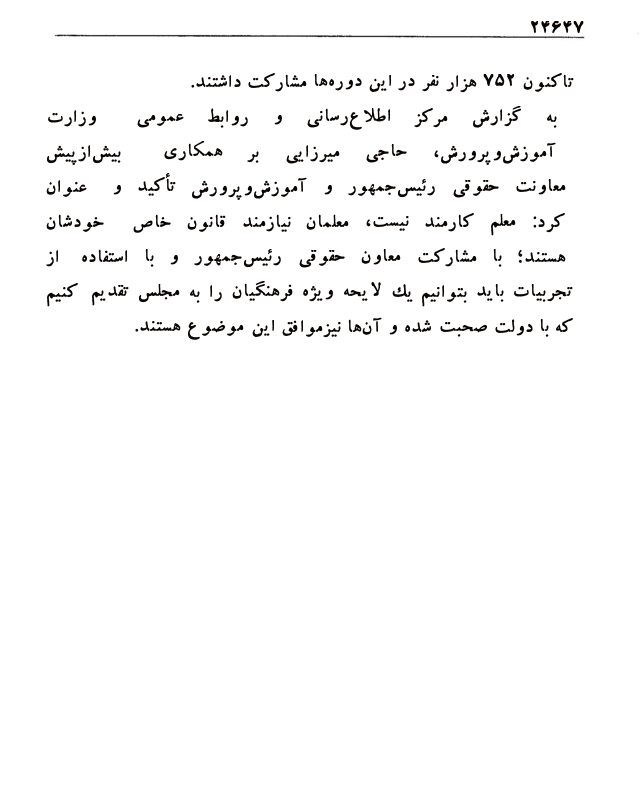 ۲۴۶۴۷
تاکنون ۷۵۲ هزار نفر در این دوره‌ها مشارکت داشتند.
به گزارش مرکز اطلاع‌رسانی و روابط عمومی وزارت
آموزش‌وپرورش، حاجی میرزایی بر همکاری بیش‌ازپیش
معاونت حقوقی رئیس‌جمهور و آموزش‌وپرورش تأکید و عنوان
کرد: معلم کارمند نیست، معلمان نیازمند قانون خاص خودشان
هستند؛ با مشارکت معاون حقوقی رئیس‌جمهور و با استفاده از
تجربیات باید بتوانیم یك لایحه ویژه فرهنگیان را به مجلس تقدیم کنیم
که با دولت صحبت شده و آن‌ها نیزموافق این موضوع هستند.